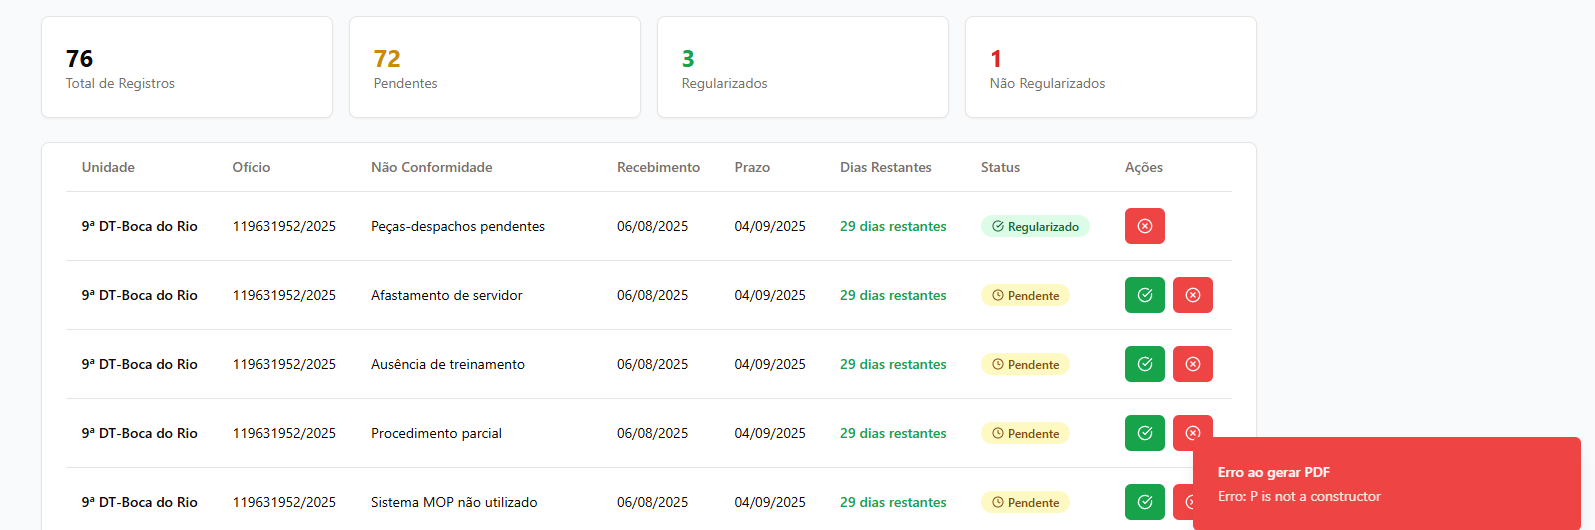 76
Total de Registros
72
Pendentes
3
Regularizados
1
Não Regularizados
Unidade Ofício Não Conformidade Recebimento Prazo Dias Restantes Status Ações
9ª DT-Boca do Rio 119631952/2025 Peças-despachos pendentes 06/08/2025 04/09/2025 29 dias restantes Regularizado
9ª DT-Boca do Rio 119631952/2025 Afastamento de servidor 06/08/2025 04/09/2025 29 dias restantes Pendente
9ª DT-Boca do Rio 119631952/2025 Ausência de treinamento 06/08/2025 04/09/2025 29 dias restantes Pendente
9ª DT-Boca do Rio 119631952/2025 Procedimento parcial 06/08/2025 04/09/2025 29 dias restantes Pendente
9ª DT-Boca do Rio 119631952/2025 Sistema MOP não utilizado 06/08/2025 04/09/2025 29 dias restantes Pendente
Erro ao gerar PDF
Erro: P is not a constructor